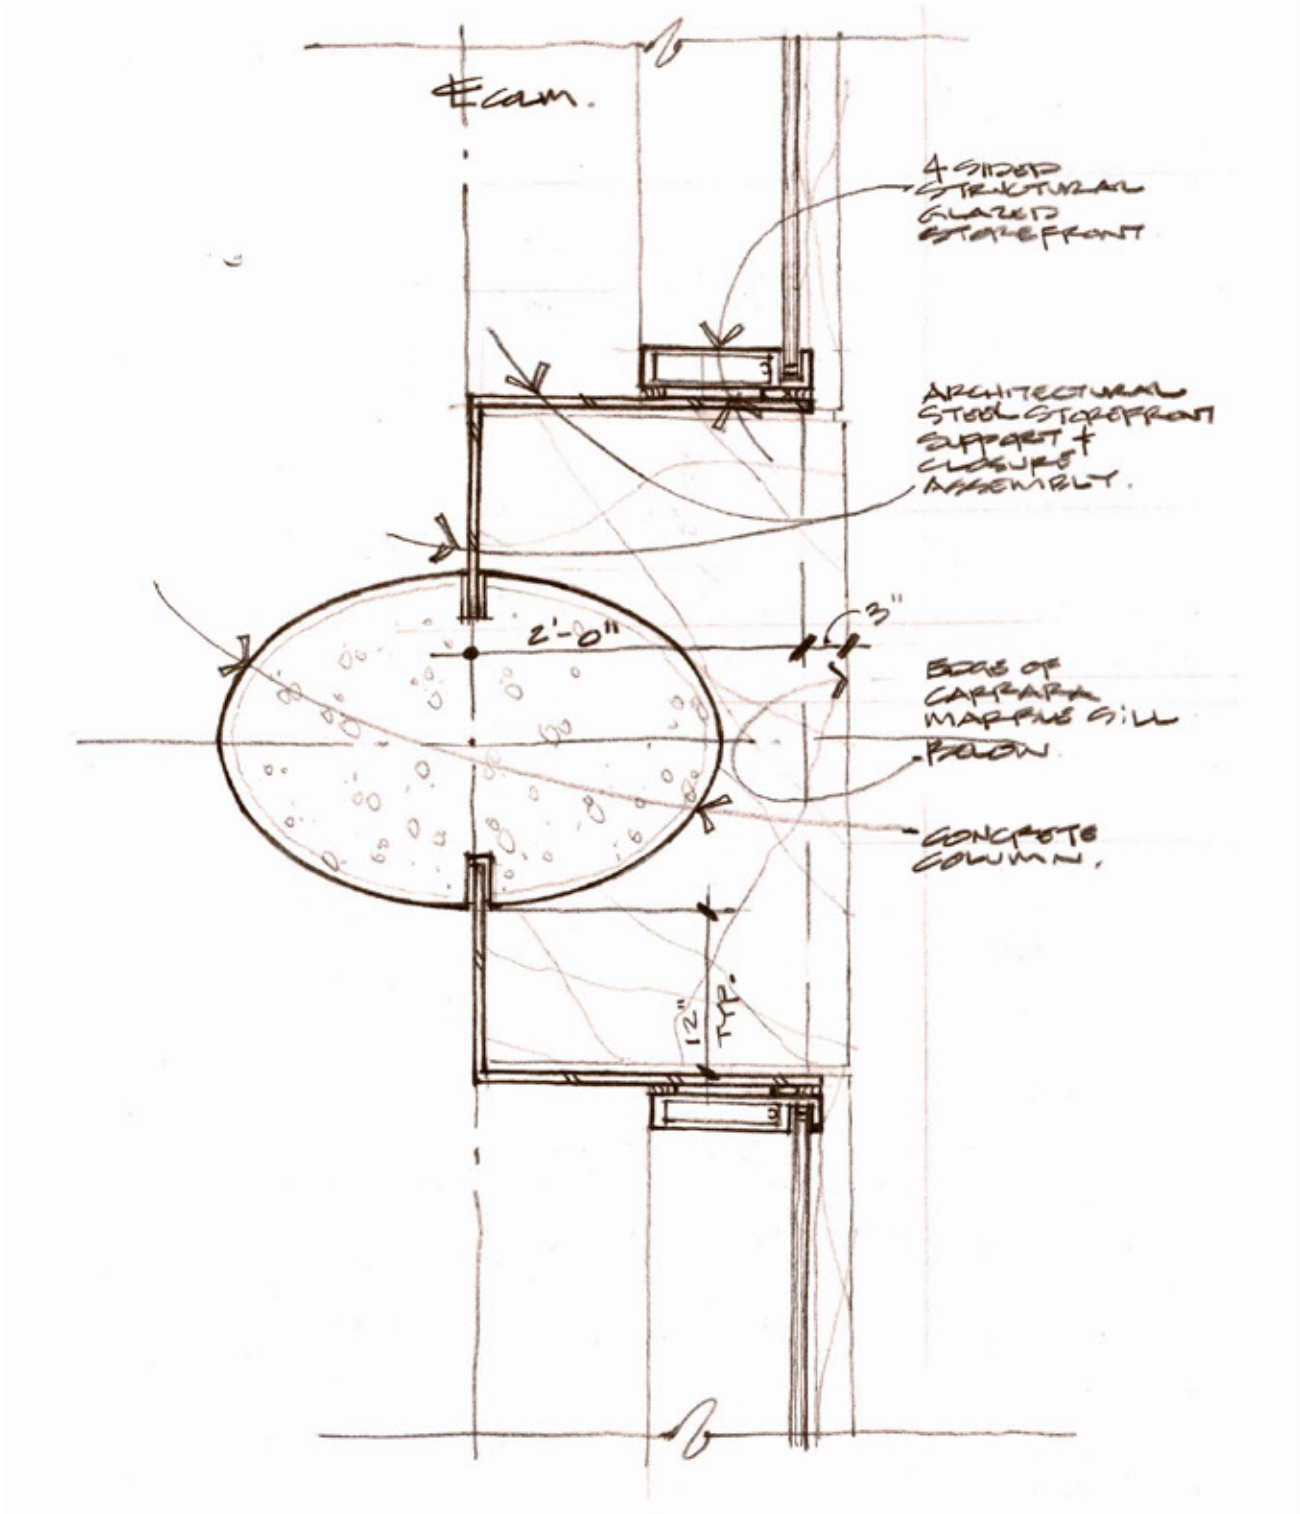 ℄ COLUM.
4 SIDED
STRUCTURAL
GLAZED
STOREFRONT
ARCHITECTURAL
STEEL STOREFRONT
SUPPORT +
CLOSURE
ASSEMBLY.
3"
2'-0"
EDGE OF
CARRARA
MARBLE SILL
BELOW.
CONCRETE
COLUMN.
12"
TYP.